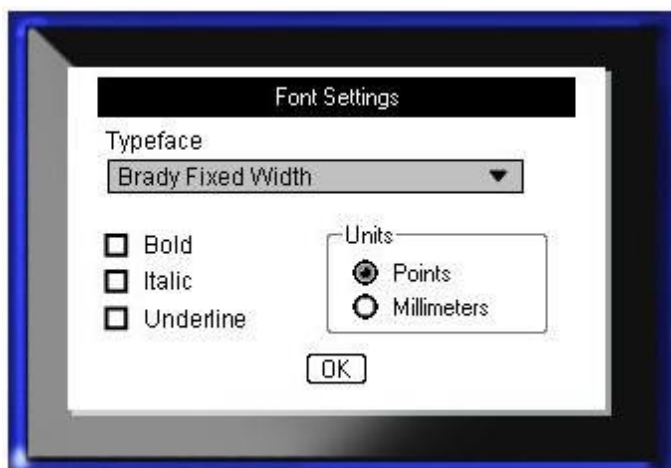 Font Settings
Typeface
Brady Fixed Width
Bold
Italic
Underline
Units
Points
Millimeters
OK